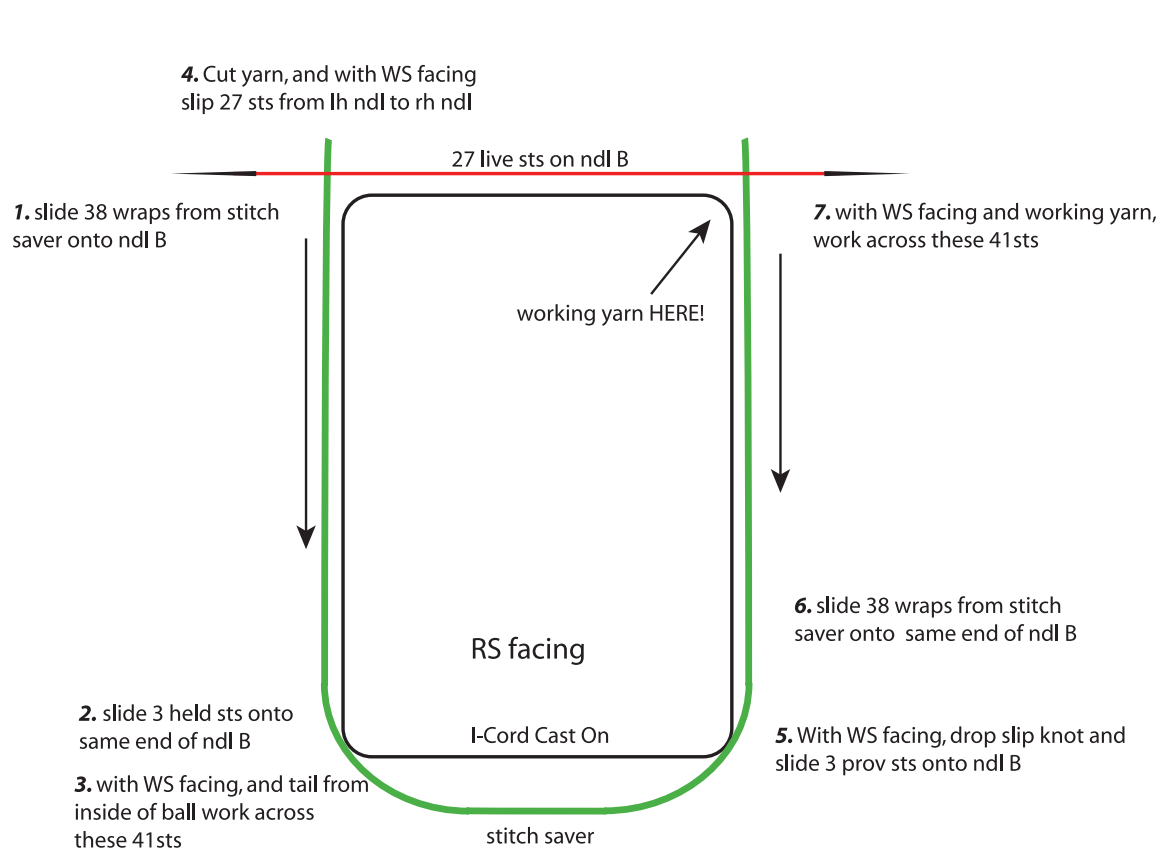 4. Cut yarn, and with WS facing
slip 27 sts from lh ndl to rh ndl
27 live sts on ndl B
1. slide 38 wraps from stitch
saver onto ndl B
7. with WS facing and working yarn,
work across these 41sts
working yarn HERE!
6. slide 38 wraps from stitch
saver onto same end of ndl B
RS facing
2. slide 3 held sts onto
same end of ndl B
I-Cord Cast On
5. With WS facing, drop slip knot and
slide 3 prov sts onto ndl B
3. with WS facing, and tail from
inside of ball work across
these 41sts
stitch saver